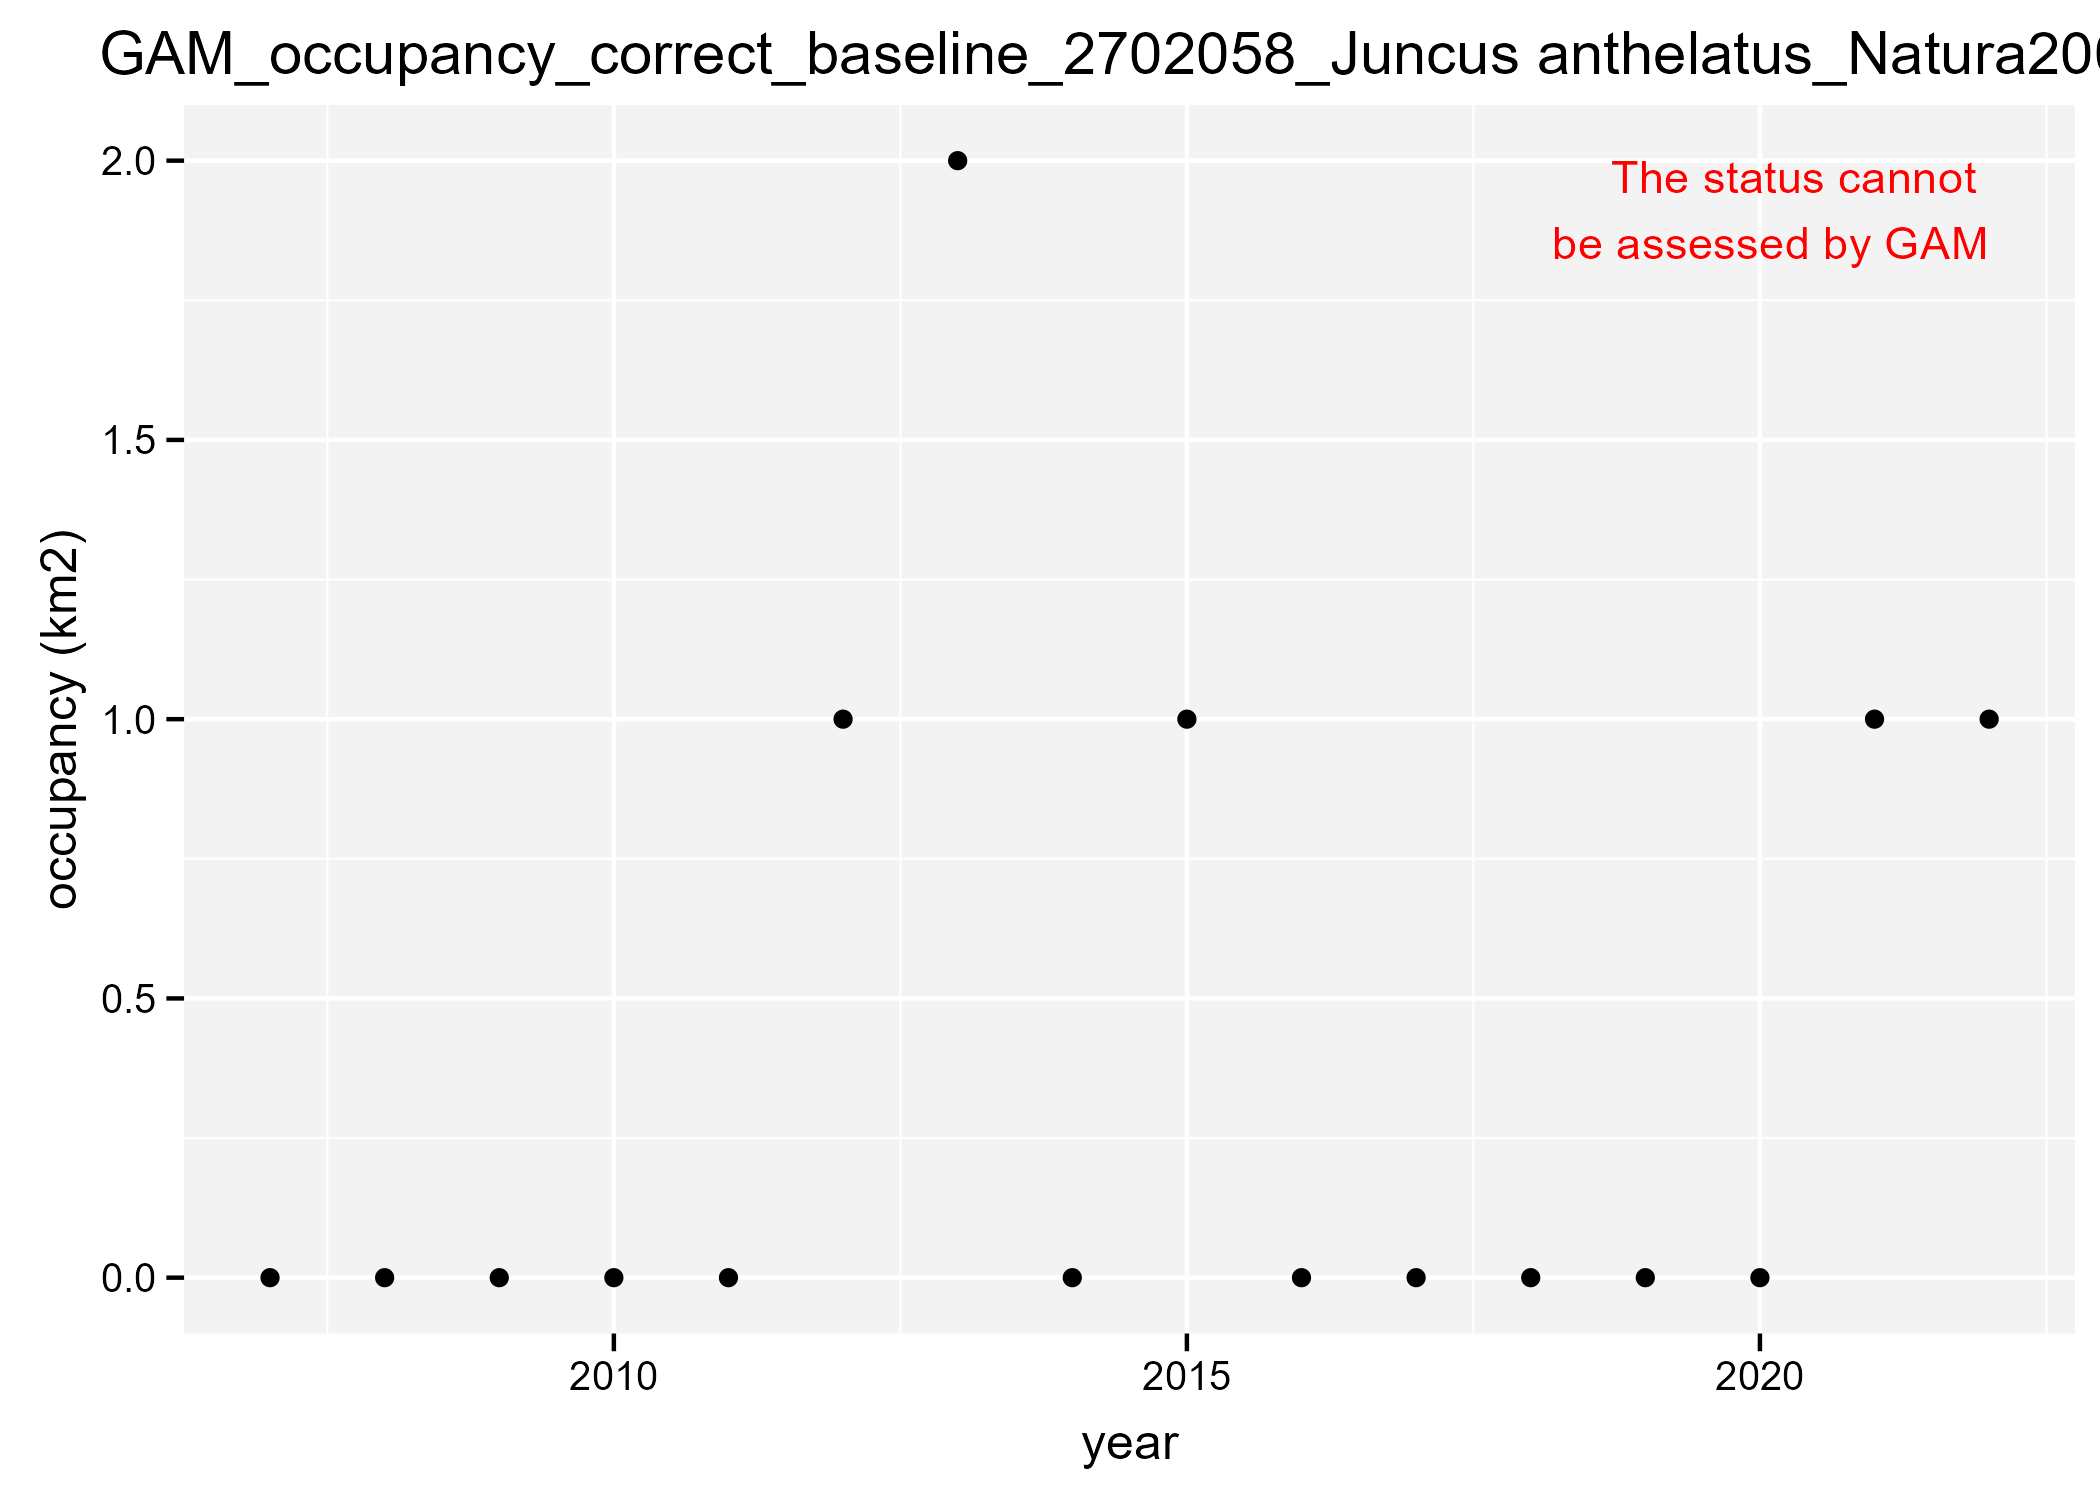 GAM_occupancy_correct_baseline_2702058_Juncus anthelatus_Natura200
2.0
The status cannot
be assessed by GAM
1.5
occupancy (km2)
1.0
0.5
0.0
2010
2015
2020
year